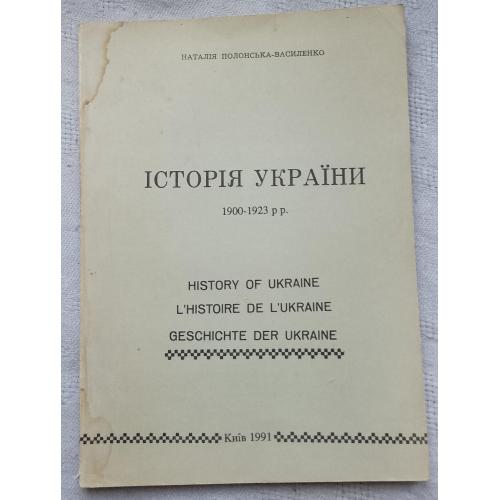 НАТАЛІЯ ПОЛОНСЬКА-ВАСИЛЕНКО
ІСТОРІЯ УКРАЇНИ
1900-1923 р р.
HISTORY OF UKRAINE
L'HISTOIRE DE L'UKRAINE
GESCHICHTE DER UKRAINE
Київ 1991